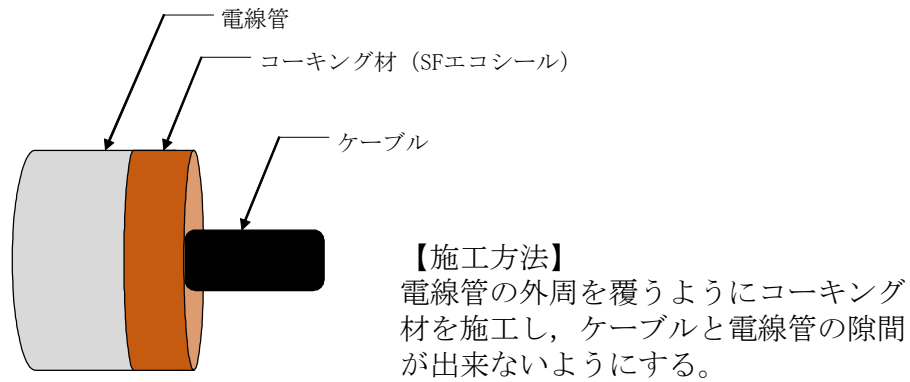 電線管
コーキング材（SFエコシール）
ケーブル
【施工方法】
電線管の外周を覆うようにコーキング
材を施工し，ケーブルと電線管の隙間
が出来ないようにする。